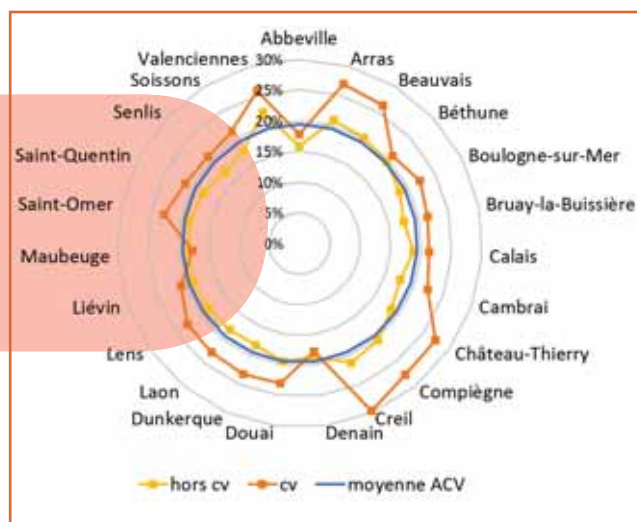 Abbeville
Arras
Beauvais
Béthune
Boulogne-sur-Mer
Bruay-la-Buissière
Calais
Cambrai
Château-Thierry
Compiègne
Creil
Denain
Douai
Dunkerque
Laon
Lens
Liévin
Maubeuge
Saint-Omer
Saint-Quentin
Senlis
Soissons
Valenciennes
30%
25%
20%
15%
10%
5%
0%
hors cv
cv
moyenne ACV